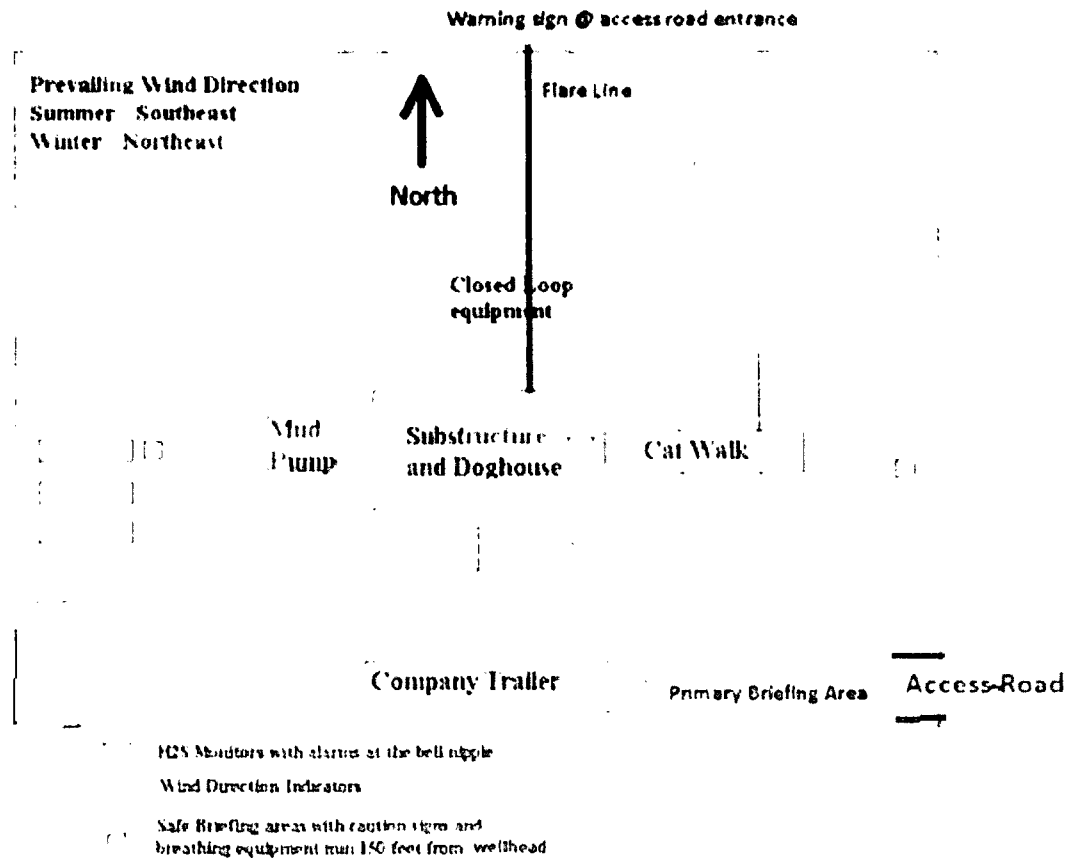 Warning sign @ access road entrance
Prevailing Wind Direction
Summer Southeast
Winter Northeast
Flare Line
North
Closed Loop
equipment
Mud
Pump
Substructure
and Doghouse
Cat Walk
Company Trailer
Primary Briefing Area
Access Road
H2S Monitors with alarms at the bell nipple
Wind Direction Indicators
Safe Briefing areas with caution signs and
breathing equipment min 150 feet from wellhead